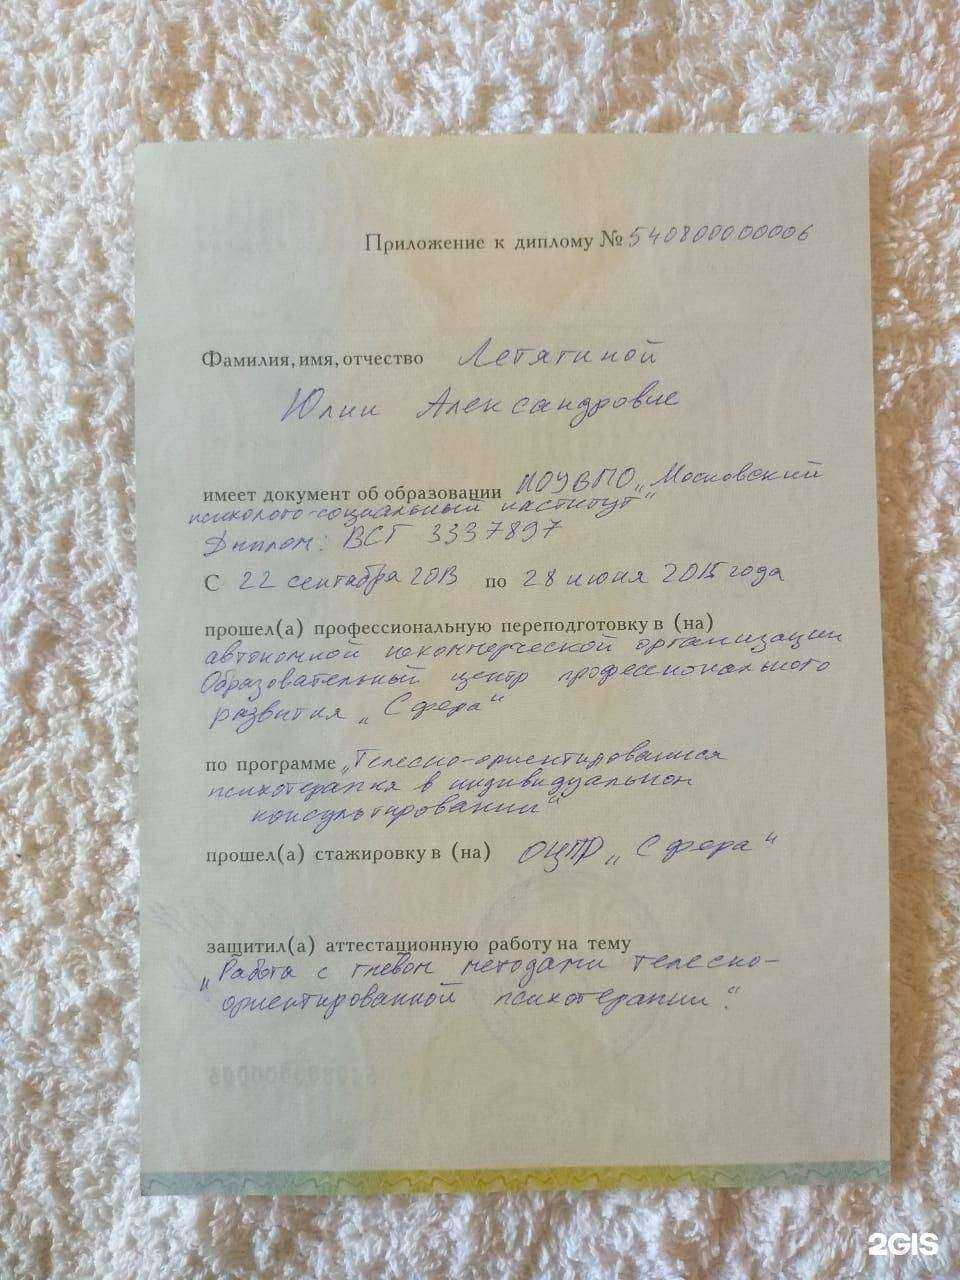 Приложение к диплому № 540800000006
Фамилия, имя, отчество Летягиной
Юлии Александровне
имеет документ об образовании НОУВПО „Московский
психолого-социальный институт"
Диплом: ВСГ 3337897
С 22 сентября 2013 по 28 июня 2015 года
прошел(а) профессиональную переподготовку в (на)
автономной некоммерческой организации
Образовательный центр профессионального
развития „Сфера"
по программе „Телесно-ориентированная
психотерапия в индивидуальном
консультировании"
прошел(а) стажировку в (на) ОЦПР „Сфера"
защитил(а) аттестационную работу на тему
„Работа с гневом методами телесно-
ориентированной психотерапии".
2GIS